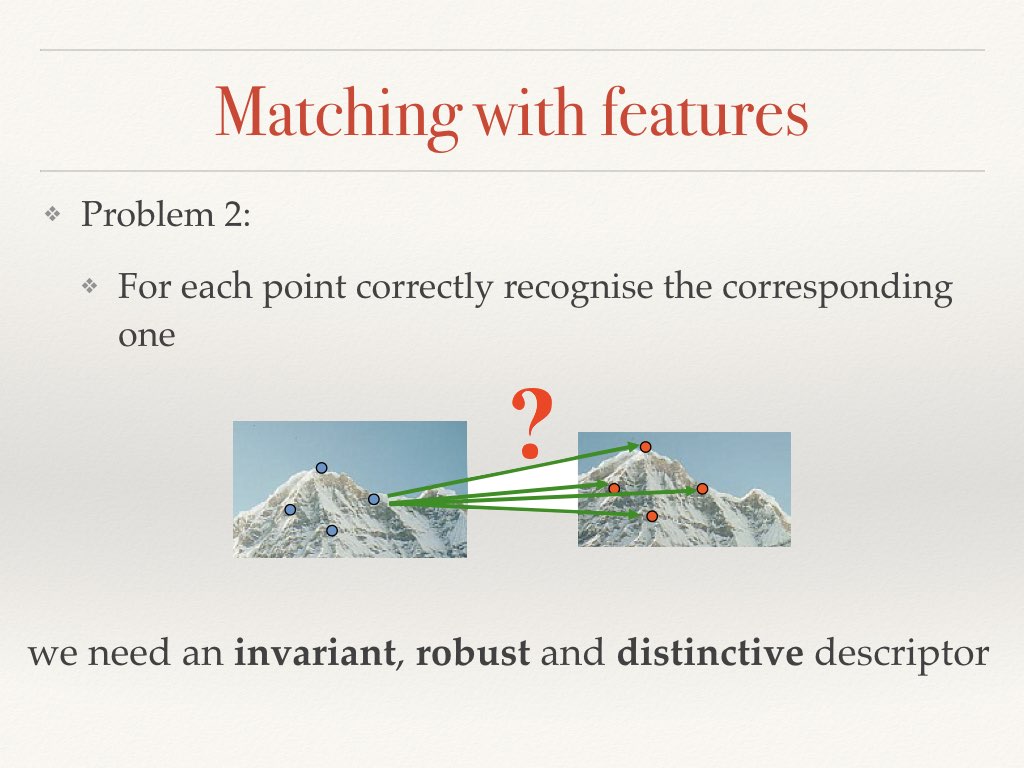 Matching with features
Problem 2:
For each point correctly recognise the corresponding
one
?
we need an invariant, robust and distinctive descriptor